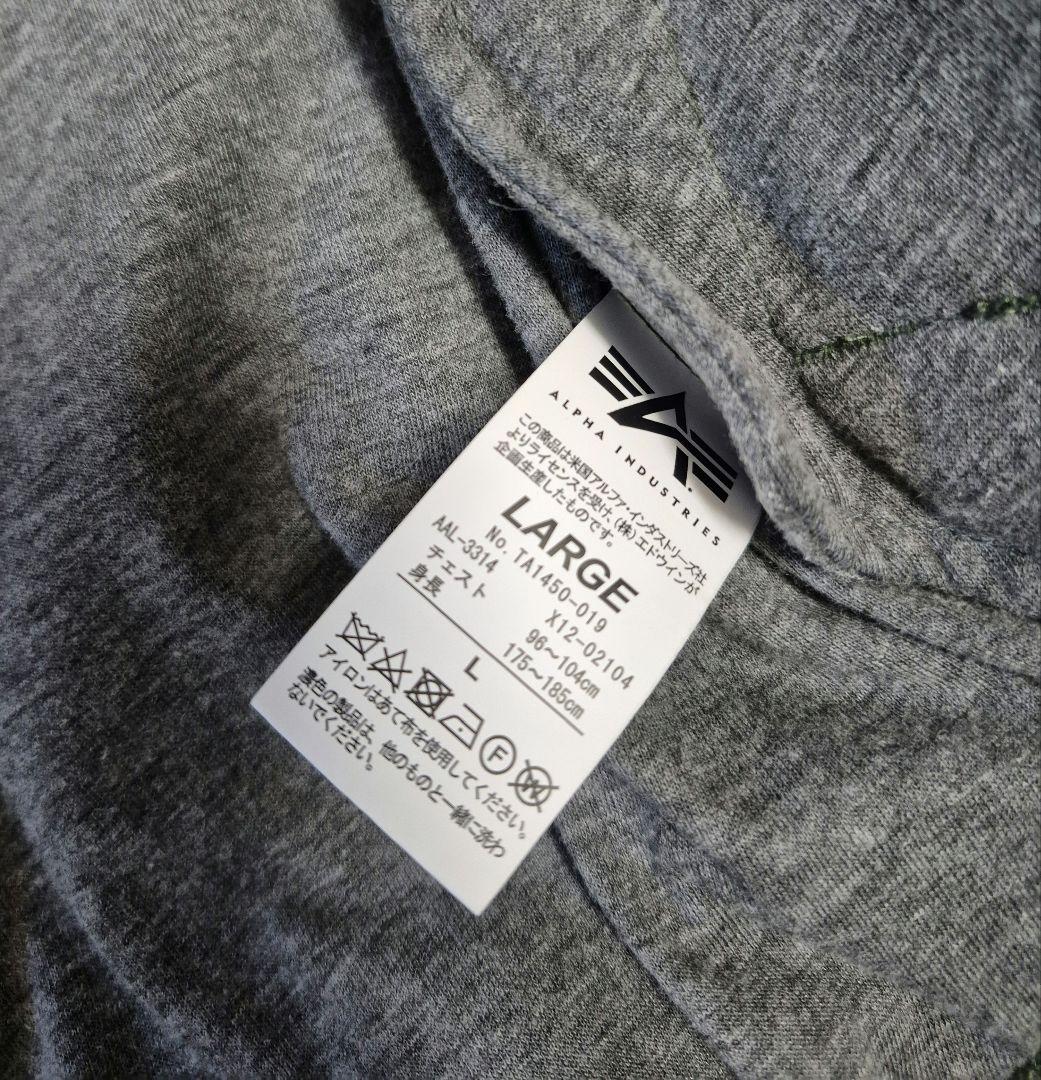 ALPHA INDUSTRIES
この商品は米国アルファ・インダストリーズ社
よりライセンスを受け、(株)エドウインが
企画生産したものです。
LARGE
No. TA1450-019
AAL-3314 X12-02104
チェスト 96〜104cm
身長 175〜185cm
L
F W
アイロンはあて布を使用してください。
濃色の製品は、他のものと一緒に洗わ
ないでください。